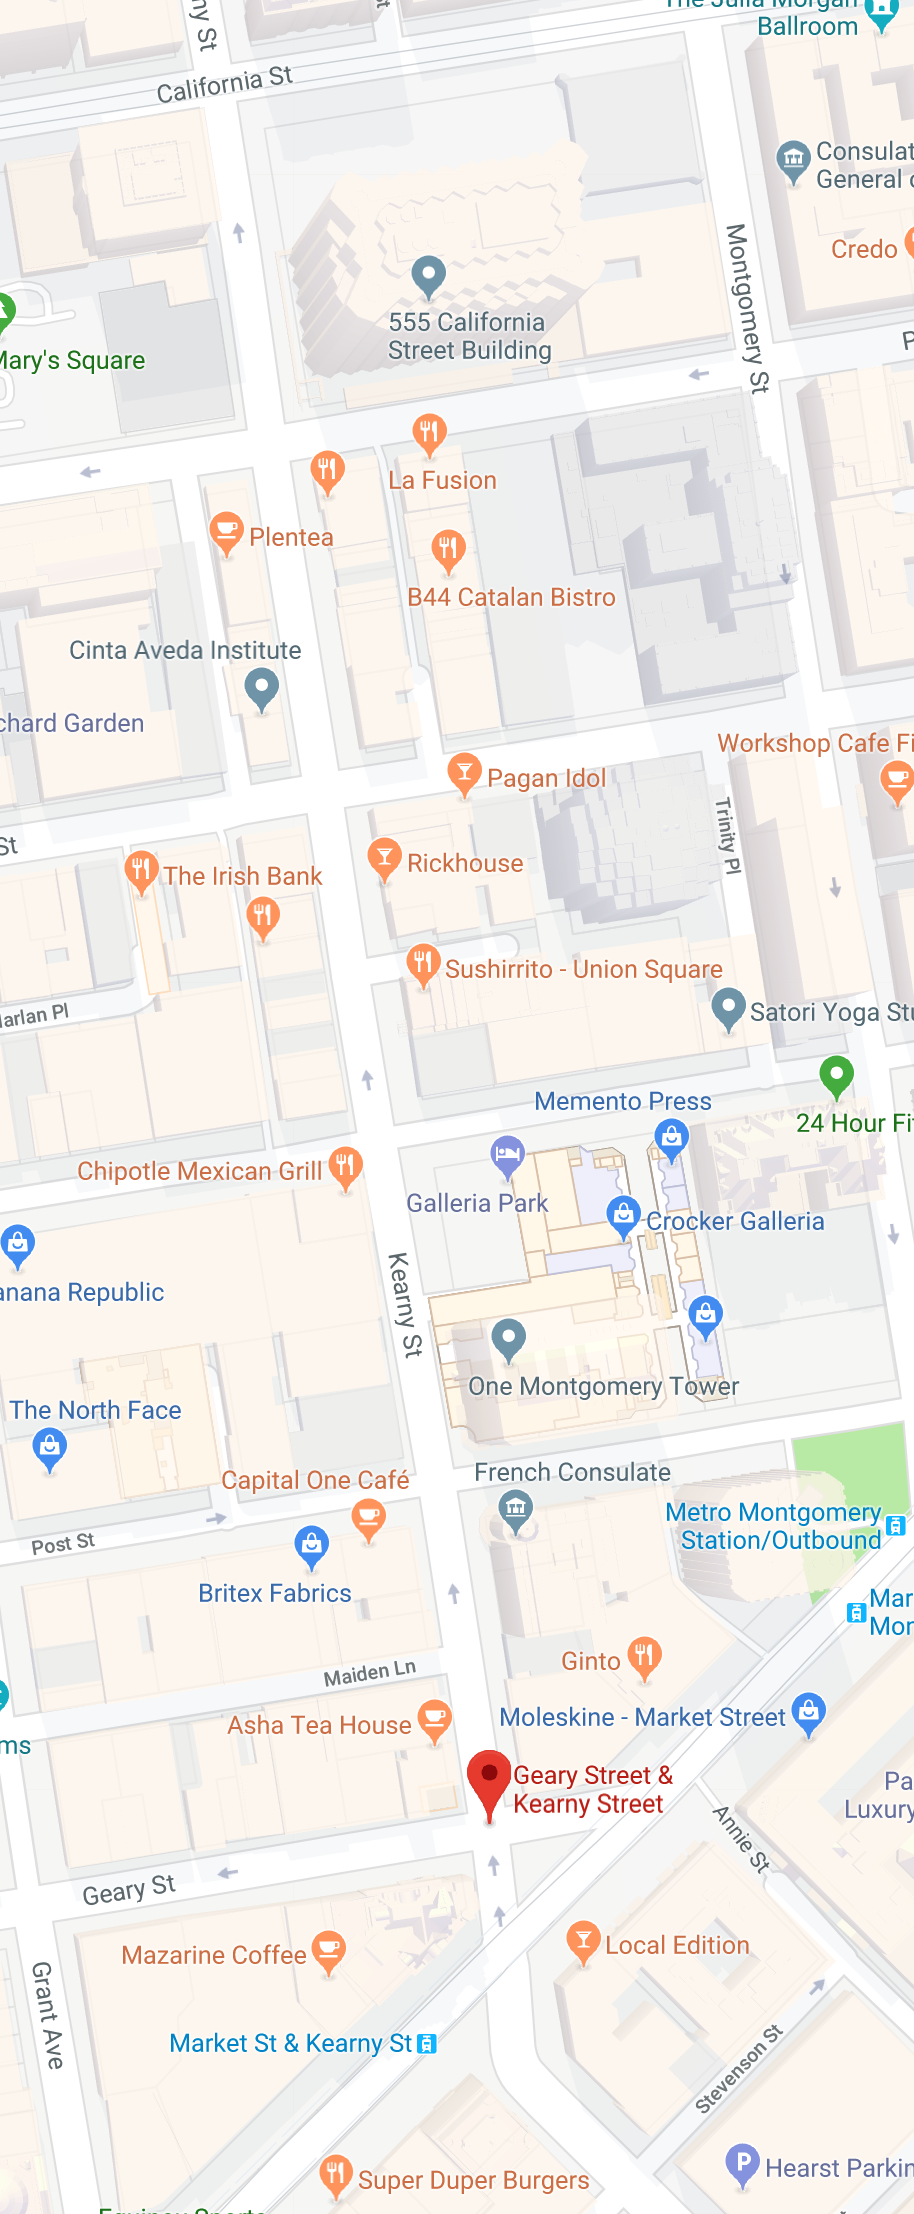 ny St
The Julia Morgan
Ballroom
California St
Consulat
General o
Credo
Montgomery St
555 California
Street Building
Mary's Square
P
La Fusion
Plentea
B44 Catalan Bistro
Cinta Aveda Institute
chard Garden
Workshop Cafe Fi
Pagan Idol
Trinity Pl
St
Rickhouse
The Irish Bank
Sushirrito - Union Square
Harlan Pl
Satori Yoga Stu
Memento Press
24 Hour Fit
Chipotle Mexican Grill
Galleria Park
Crocker Galleria
Kearny St
anana Republic
One Montgomery Tower
The North Face
French Consulate
Capital One Café
Metro Montgomery
Station/Outbound
Post St
Britex Fabrics
Mar
Mon
Ginto
Maiden Ln
Moleskine - Market Street
Asha Tea House
ms
Geary Street &
Kearny Street
Pa
Luxury
Annie St
Geary St
Mazarine Coffee
Local Edition
Grant Ave
Market St & Kearny St
Stevenson St
Super Duper Burgers
P
Hearst Parkin
Equinox Sports